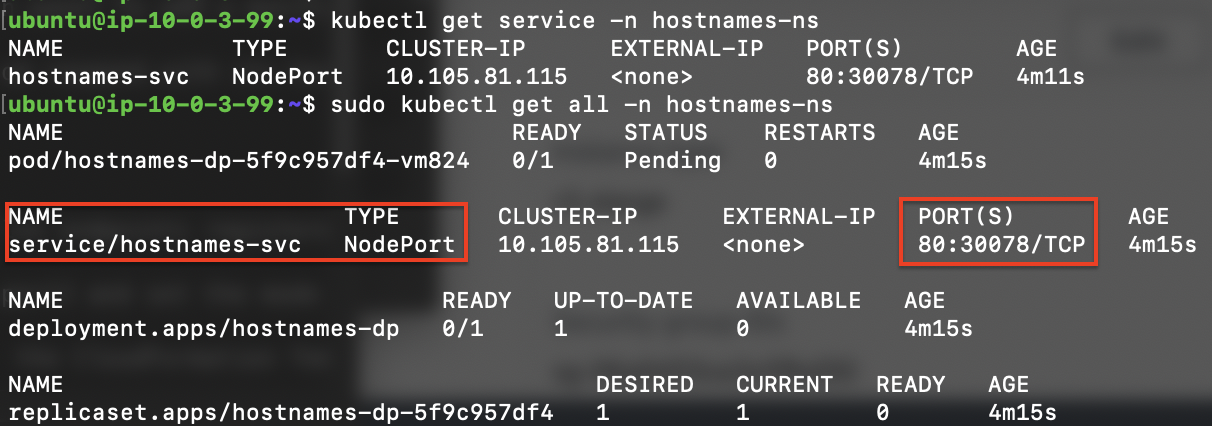 [ubuntu@ip-10-0-3-99:~$ kubectl get service -n hostnames-ns
NAME TYPE CLUSTER-IP EXTERNAL-IP PORT(S) AGE
hostnames-svc NodePort 10.105.81.115 <none> 80:30078/TCP 4m11s
[ubuntu@ip-10-0-3-99:~$ sudo kubectl get all -n hostnames-ns
NAME READY STATUS RESTARTS AGE
pod/hostnames-dp-5f9c957df4-vm824 0/1 Pending 0 4m15s
NAME TYPE CLUSTER-IP EXTERNAL-IP PORT(S) AGE
service/hostnames-svc NodePort 10.105.81.115 <none> 80:30078/TCP 4m15s
NAME READY UP-TO-DATE AVAILABLE AGE
deployment.apps/hostnames-dp 0/1 1 0 4m15s
NAME DESIRED CURRENT READY AGE
replicaset.apps/hostnames-dp-5f9c957df4 1 1 0 4m15s